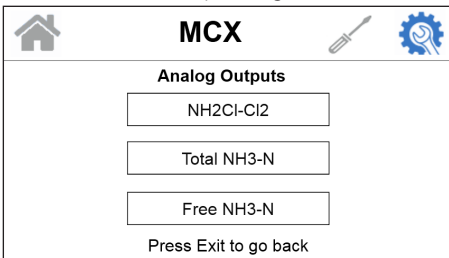 MCX
Analog Outputs
NH2Cl-Cl2
Total NH3-N
Free NH3-N
Press Exit to go back